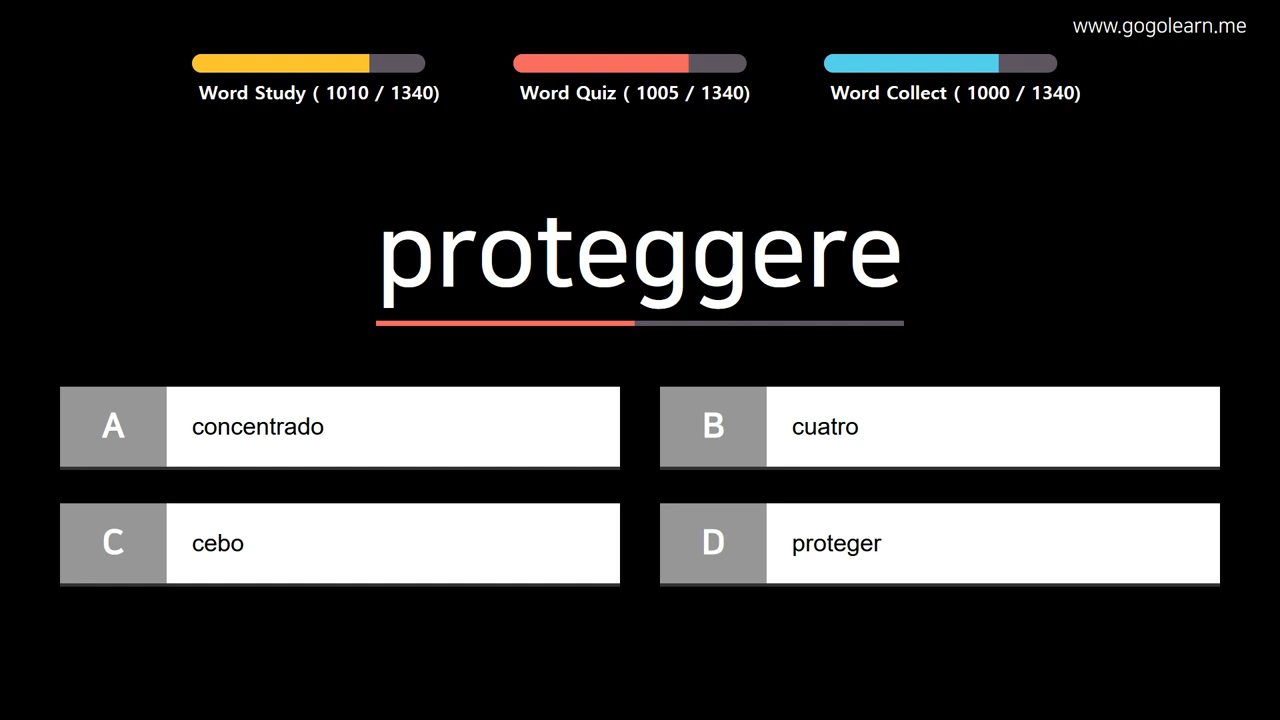 www.gogolearn.me
Word Study ( 1010 / 1340)
Word Quiz ( 1005 / 1340)
Word Collect ( 1000 / 1340)
proteggere
A concentrado
B cuatro
C cebo
D proteger